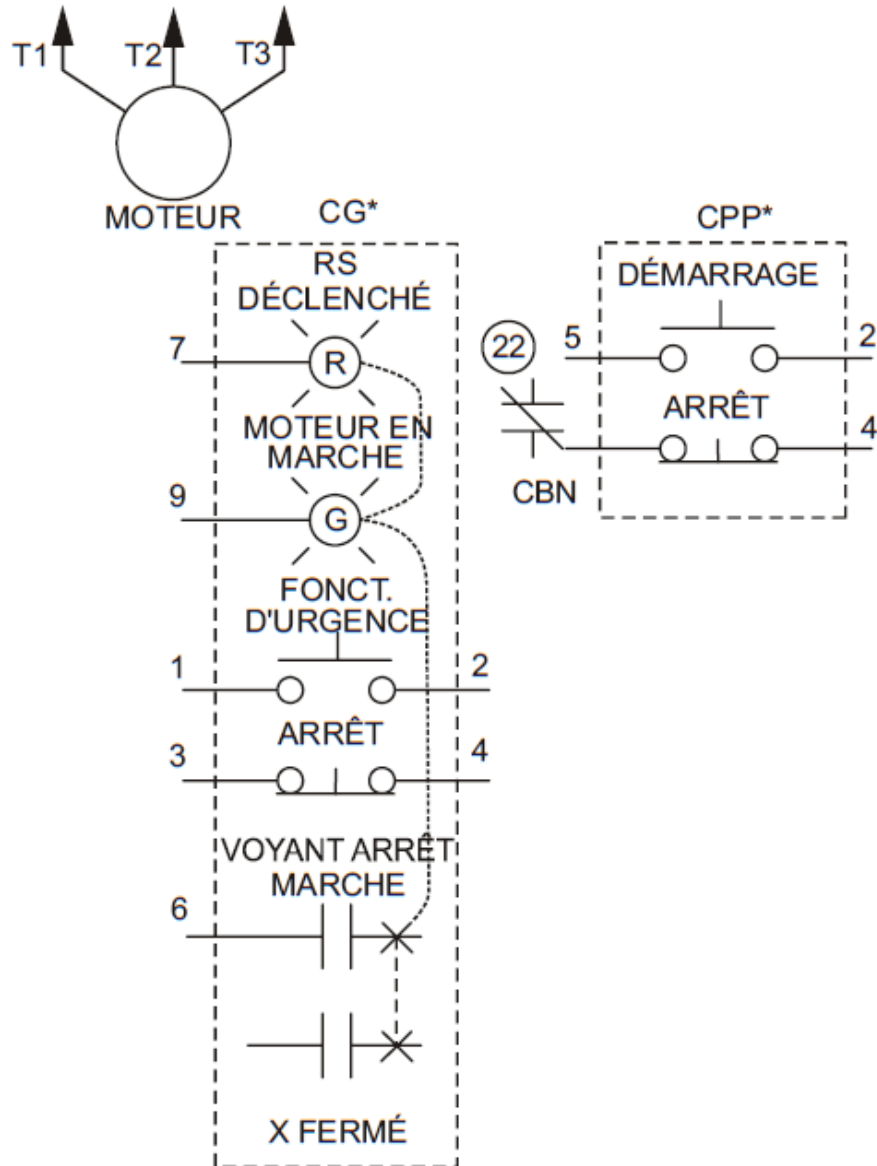 T1
T2
T3
MOTEUR
CG*
RS
DÉCLENCHÉ
7
R
MOTEUR EN
MARCHE
9
G
FONCT.
D'URGENCE
1
2
ARRÊT
3
4
VOYANT ARRÊT
MARCHE
6
X FERMÉ
CPP*
DÉMARRAGE
22
5
2
ARRÊT
4
CBN